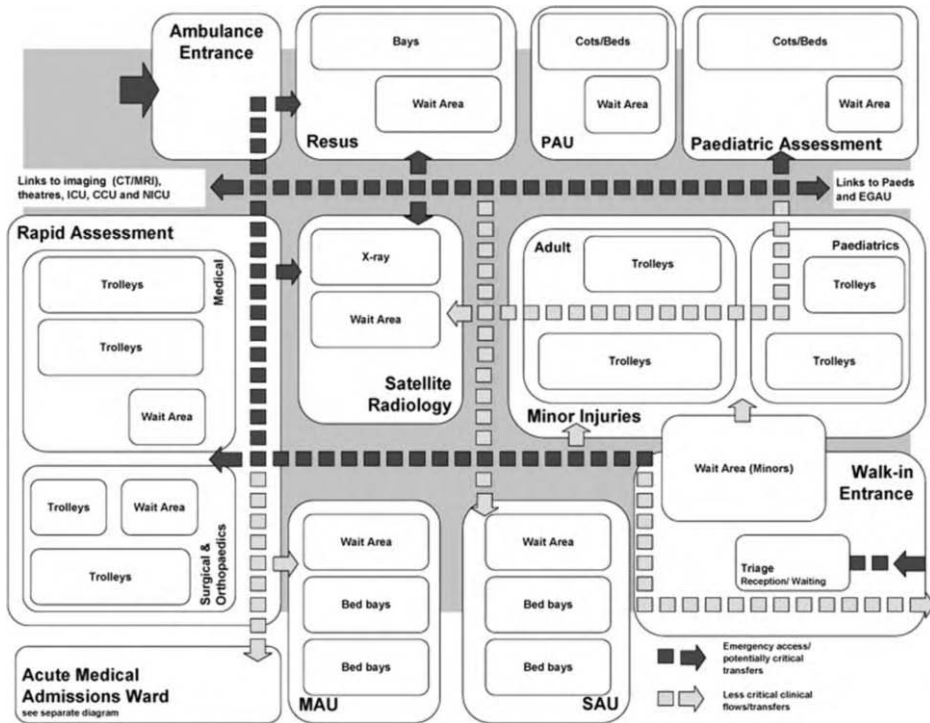 Ambulance
Entrance
Bays
Wait Area
Resus
Cots/Beds
Wait Area
PAU
Cots/Beds
Wait Area
Paediatric Assessment
Links to imaging (CT/MRI),
theatres, ICU, CCU and NICU
Links to Paeds
and EGAU
Rapid Assessment
Medical
Trolleys
Trolleys
Wait Area
Surgical &
Orthopaedics
Trolleys
Wait Area
Trolleys
X-ray
Wait Area
Satellite
Radiology
Adult
Trolleys
Trolleys
Paediatrics
Trolleys
Trolleys
Minor Injuries
Wait Area (Minors)
Walk-in
Entrance
Triage
Reception/ Waiting
Wait Area
Bed bays
Bed bays
MAU
Wait Area
Bed bays
Bed bays
SAU
Acute Medical
Admissions Ward
see separate diagram
Emergency access/
potentially critical
transfers
Less critical clinical
flows/transfers